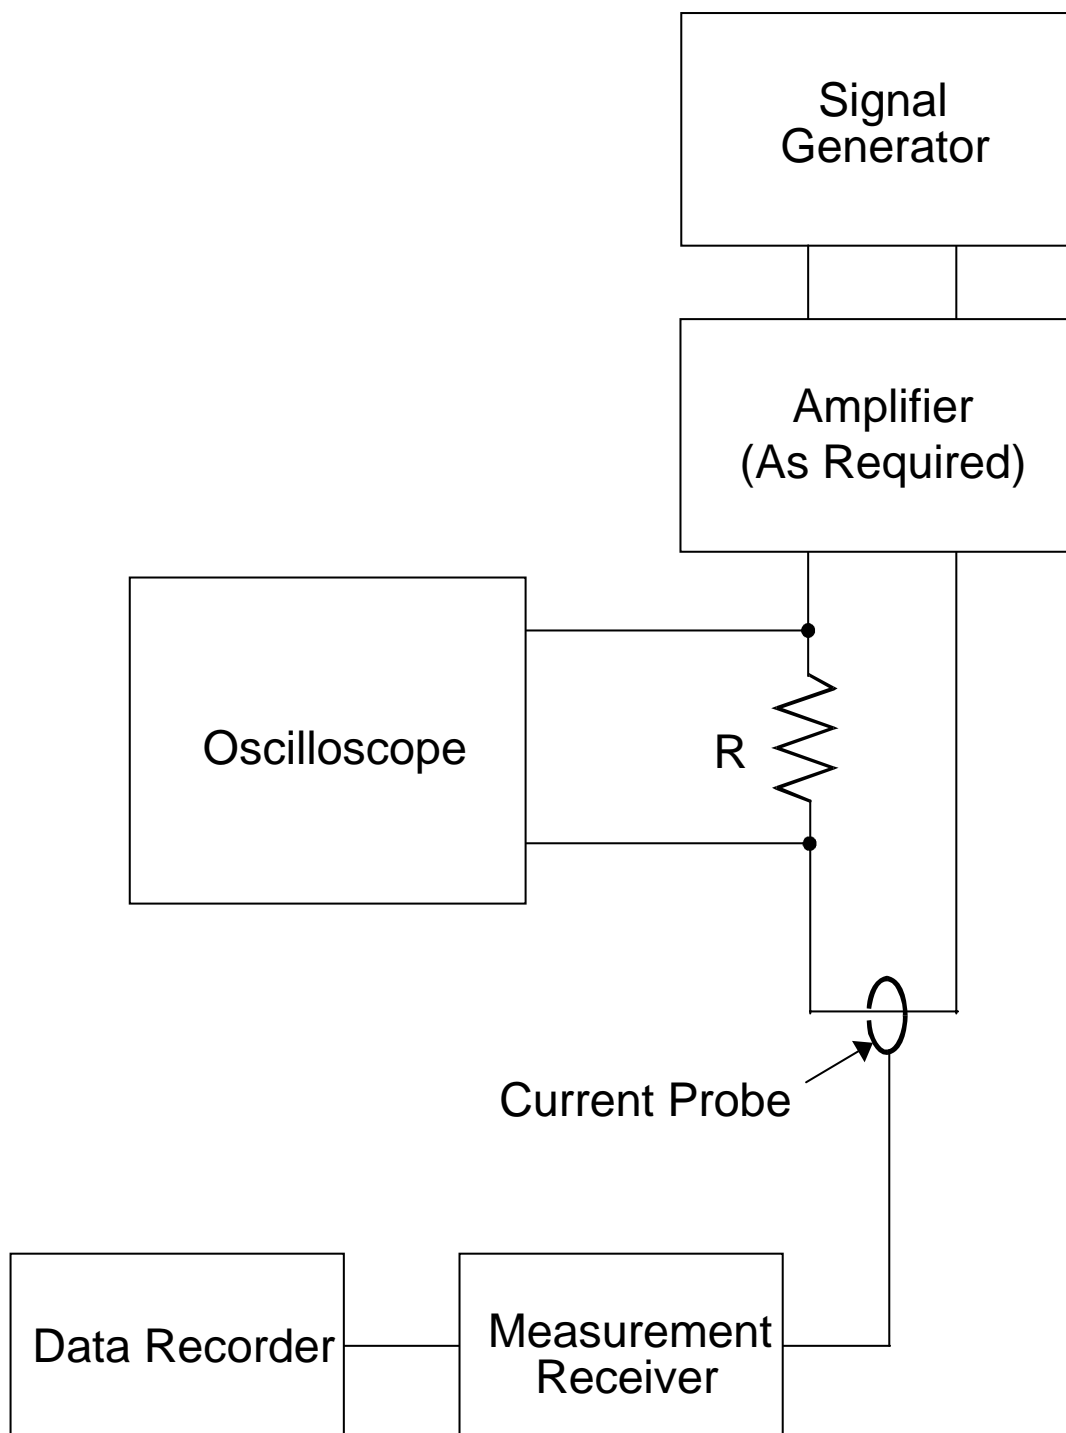 Signal
Generator
Amplifier
(As Required)
Oscilloscope
R
Current Probe
Data Recorder
Measurement
Receiver